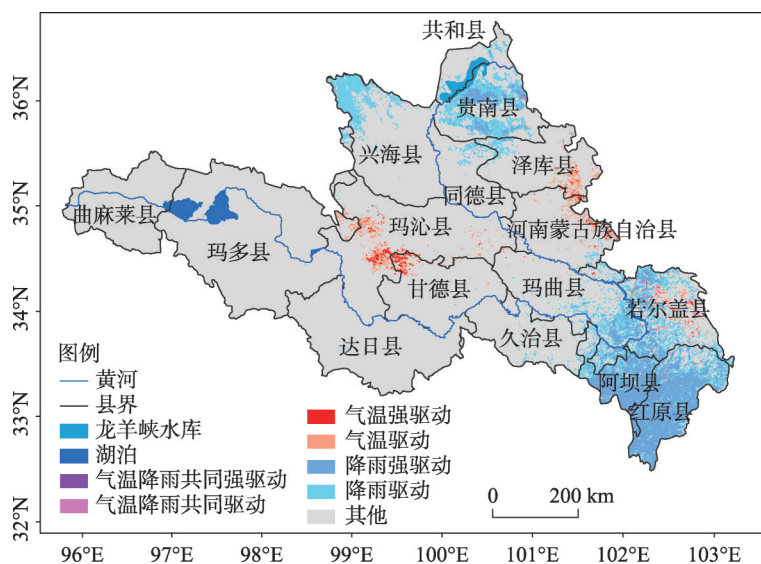 共和县
36°N
贵南县
兴海县
泽库县
35°N
同德县
曲麻莱县
玛沁县
河南蒙古族自治县
玛多县
34°N
甘德县
玛曲县
若尔盖县
达日县
久治县
图例
黄河
阿坝县
33°N
县界
红原县
龙羊峡水库
气温强驱动
湖泊
气温驱动
气温降雨共同强驱动
降雨强驱动
气温降雨共同驱动
降雨驱动
其他
0 200 km
32°N
96°E 97°E 98°E 99°E 100°E 101°E 102°E 103°E